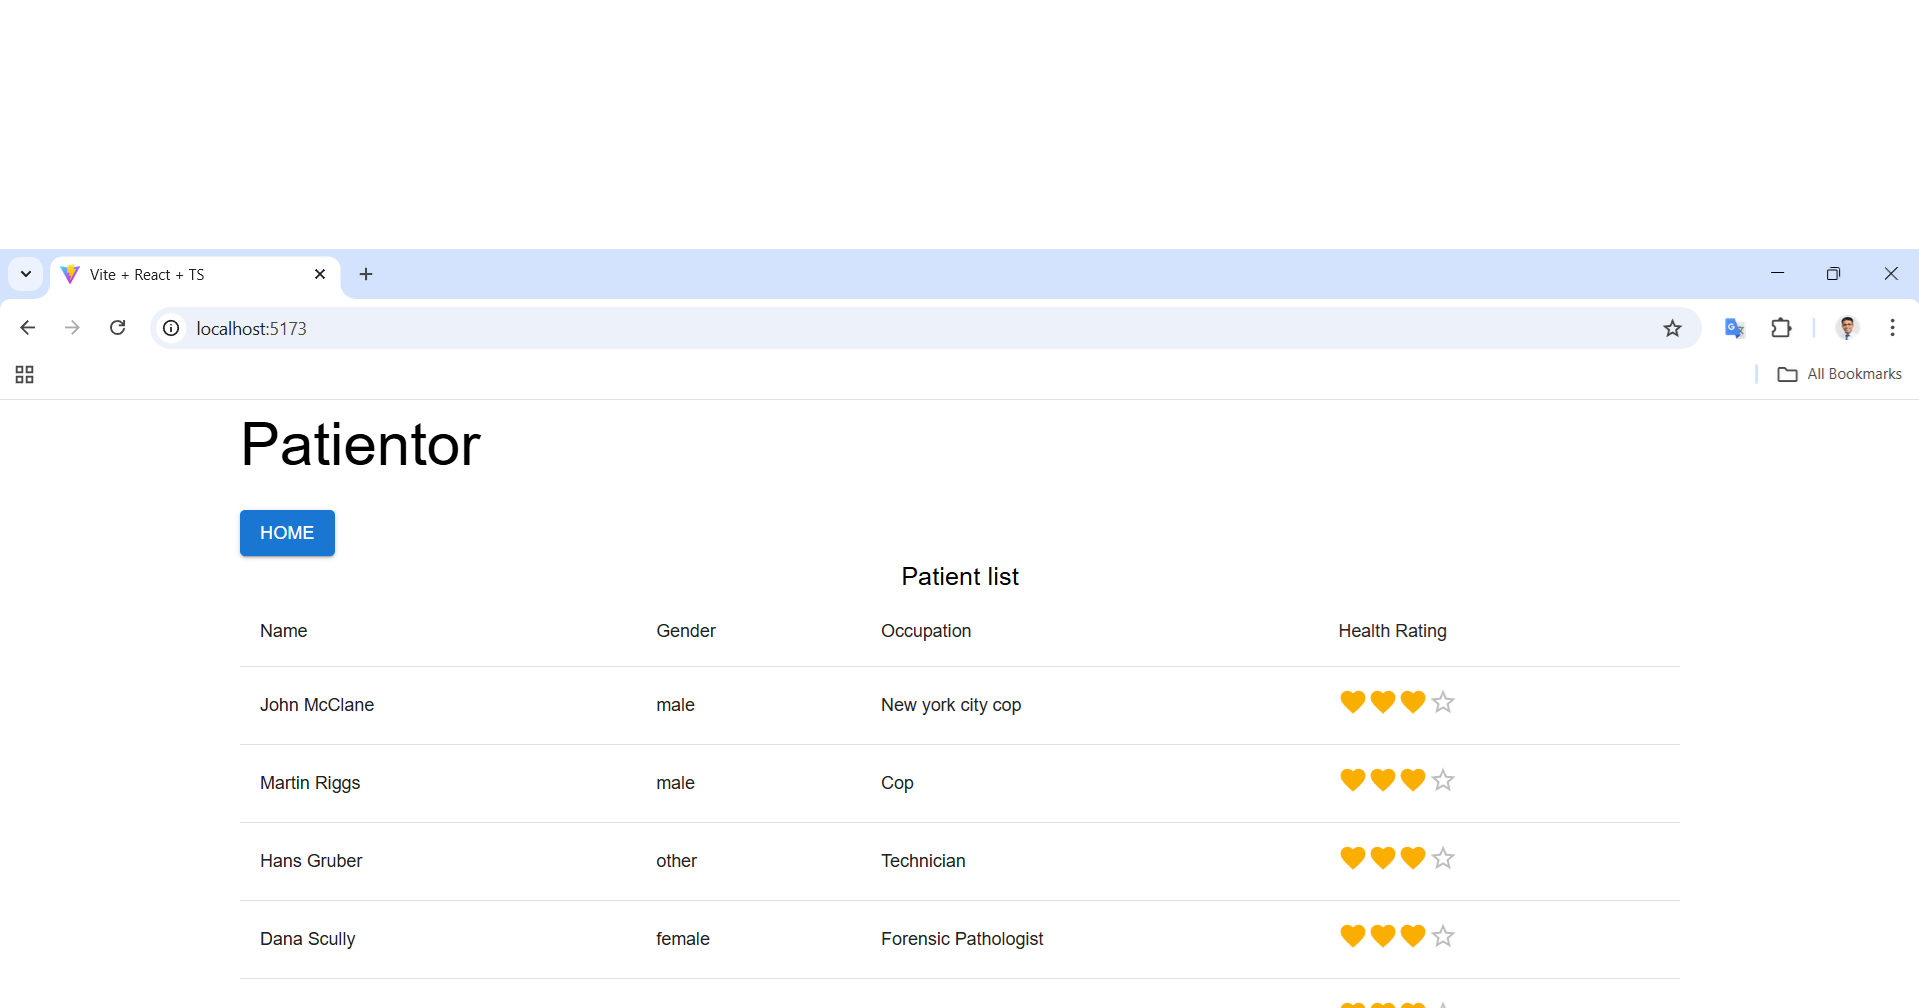 Vite + React + TS
localhost:5173
All Bookmarks
Patientor
HOME
Patient list
Name Gender Occupation Health Rating
John McClane male New york city cop
Martin Riggs male Cop
Hans Gruber other Technician
Dana Scully female Forensic Pathologist